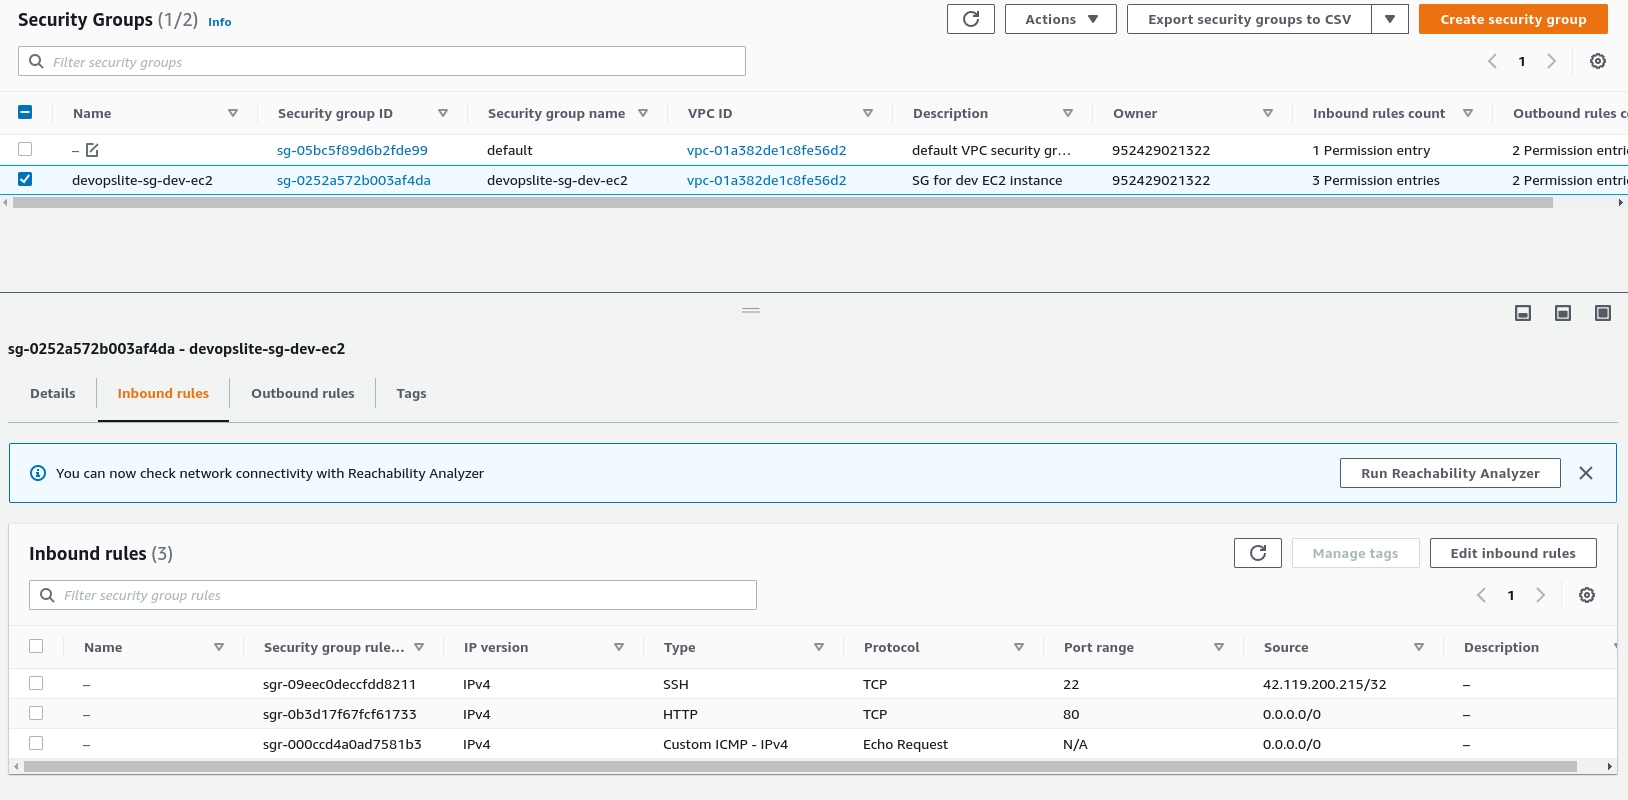 Security Groups (1/2) Info
Actions
Export security groups to CSV
Create security group
Filter security groups
1
Name Security group ID Security group name VPC ID Description Owner Inbound rules count Outbound rules c
– sg-05bc5f89d6b2fde99 default vpc-01a382de1c8fe56d2 default VPC security gr... 952429021322 1 Permission entry 2 Permission entri
devopslite-sg-dev-ec2 sg-0252a572b003af4da devopslite-sg-dev-ec2 vpc-01a382de1c8fe56d2 SG for dev EC2 instance 952429021322 3 Permission entries 2 Permission entri
sg-0252a572b003af4da - devopslite-sg-dev-ec2
Details Inbound rules Outbound rules Tags
You can now check network connectivity with Reachability Analyzer
Run Reachability Analyzer
Inbound rules (3)
Manage tags
Edit inbound rules
Filter security group rules
1
Name Security group rule... IP version Type Protocol Port range Source Description
– sgr-09eec0deccfdd8211 IPv4 SSH TCP 22 42.119.200.215/32 –
– sgr-0b3d17f67fcf61733 IPv4 HTTP TCP 80 0.0.0.0/0 –
– sgr-000ccd4a0ad7581b3 IPv4 Custom ICMP - IPv4 Echo Request N/A 0.0.0.0/0 –